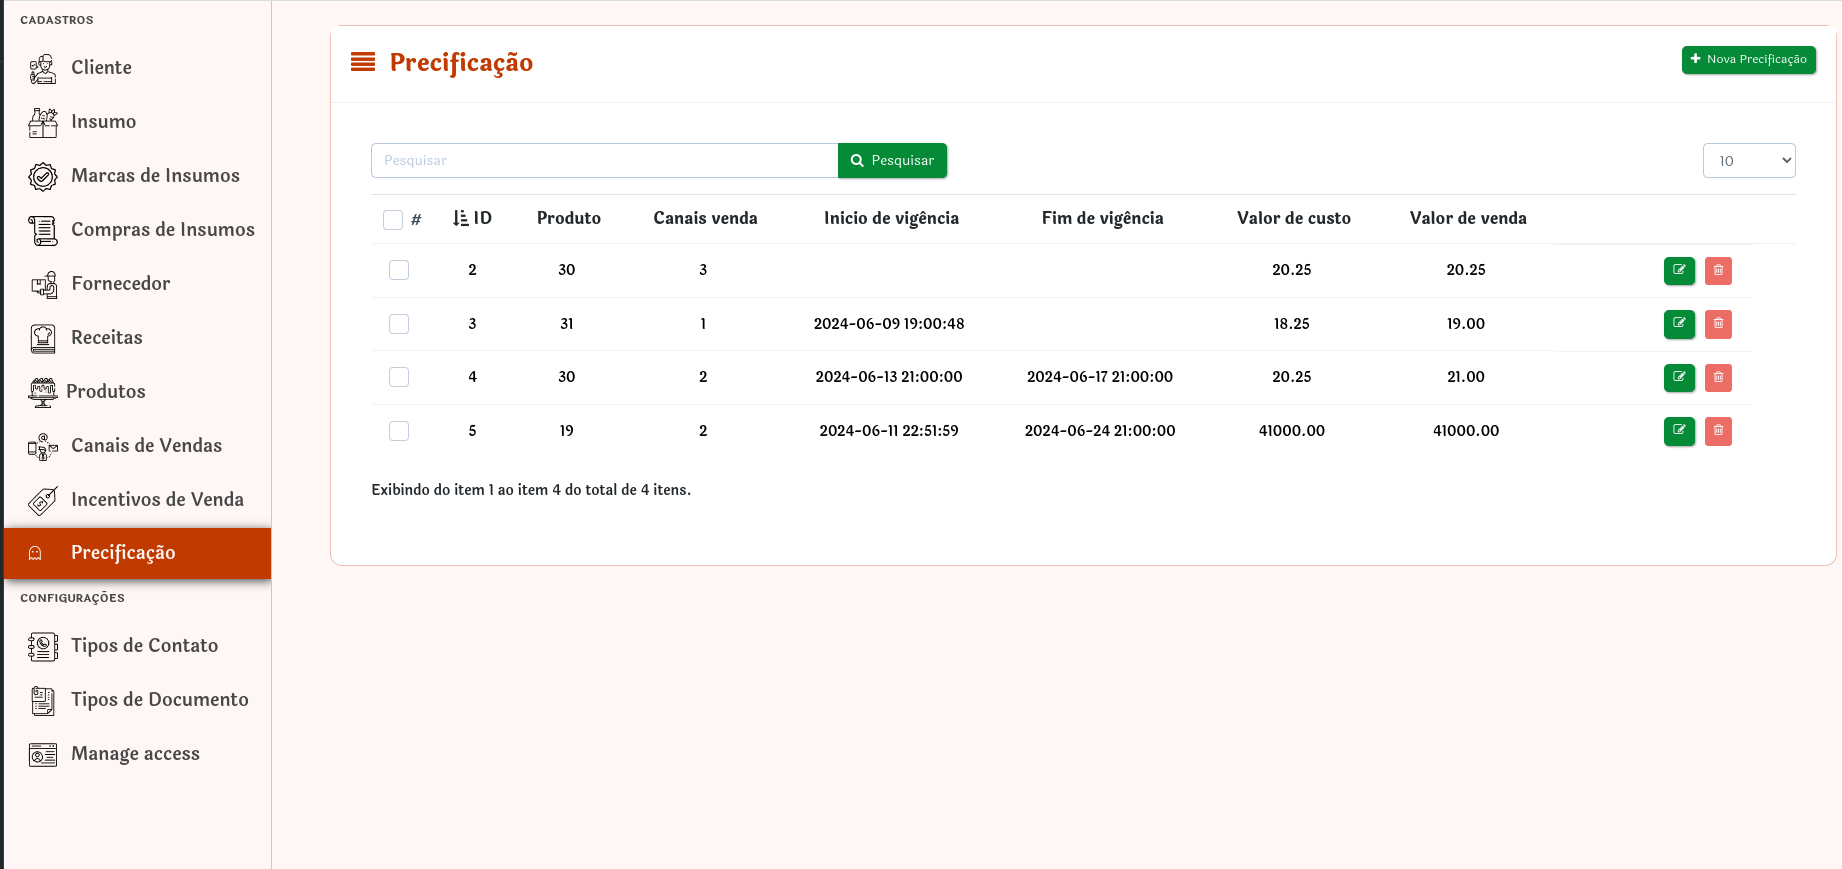 CADASTROS
Cliente
Insumo
Marcas de Insumos
Compras de Insumos
Fornecedor
Receitas
Produtos
Canais de Vendas
Incentivos de Venda
Precificação
CONFIGURAÇÕES
Tipos de Contato
Tipos de Documento
Manage access
Precificação
Nova Precificação
Pesquisar Pesquisar 10
# ID Produto Canais venda Inicio de vigência Fim de vigência Valor de custo Valor de venda
2 30 3 20.25 20.25
3 31 1 2024-06-09 19:00:48 18.25 19.00
4 30 2 2024-06-13 21:00:00 2024-06-17 21:00:00 20.25 21.00
5 19 2 2024-06-11 22:51:59 2024-06-24 21:00:00 41000.00 41000.00
Exibindo do item 1 ao item 4 do total de 4 itens.